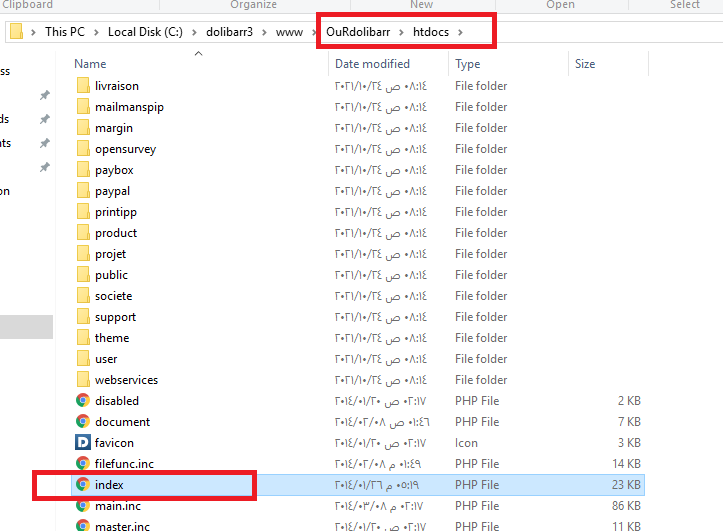 Clipboard Organize New Open Select
This PC > Local Disk (C:) > dolibarr3 > www > OuRdolibarr > htdocs >
Name Date modified Type Size
livraison ٠٨:١٤ ص ٢٠٢١/١٠/٢٤ File folder
mailmanspip ٠٨:١٤ ص ٢٠٢١/١٠/٢٤ File folder
margin ٠٨:١٤ ص ٢٠٢١/١٠/٢٤ File folder
opensurvey ٠٨:١٤ ص ٢٠٢١/١٠/٢٤ File folder
paybox ٠٨:١٤ ص ٢٠٢١/١٠/٢٤ File folder
paypal ٠٨:١٤ ص ٢٠٢١/١٠/٢٤ File folder
printipp ٠٨:١٤ ص ٢٠٢١/١٠/٢٤ File folder
product ٠٨:١٤ ص ٢٠٢١/١٠/٢٤ File folder
projet ٠٨:١٤ ص ٢٠٢١/١٠/٢٤ File folder
public ٠٨:١٤ ص ٢٠٢١/١٠/٢٤ File folder
societe ٠٨:١٤ ص ٢٠٢١/١٠/٢٤ File folder
support ٠٨:١٤ ص ٢٠٢١/١٠/٢٤ File folder
theme ٠٨:١٤ ص ٢٠٢١/١٠/٢٤ File folder
user ٠٨:١٤ ص ٢٠٢١/١٠/٢٤ File folder
webservices ٠٨:١٤ ص ٢٠٢١/١٠/٢٤ File folder
disabled ٠٢:١٧ ص ٢٠١٤/٠١/٢٠ PHP File 2 KB
document ٠١:٤٦ ص ٢٠١٤/٠٢/٠٨ PHP File 7 KB
favicon ٠٢:١٧ ص ٢٠١٤/٠١/٢٠ Icon 3 KB
filefunc.inc ٠١:٤٩ م ٢٠١٤/٠٢/٠٨ PHP File 14 KB
index ٠٥:١٩ م ٢٠١٤/٠١/٢٦ PHP File 23 KB
main.inc ٠٢:١٧ م ٢٠١٤/٠٣/٠٨ PHP File 86 KB
master.inc ٠٢:١٧ ص ٢٠١٤/٠١/٢٠ PHP File 11 KB